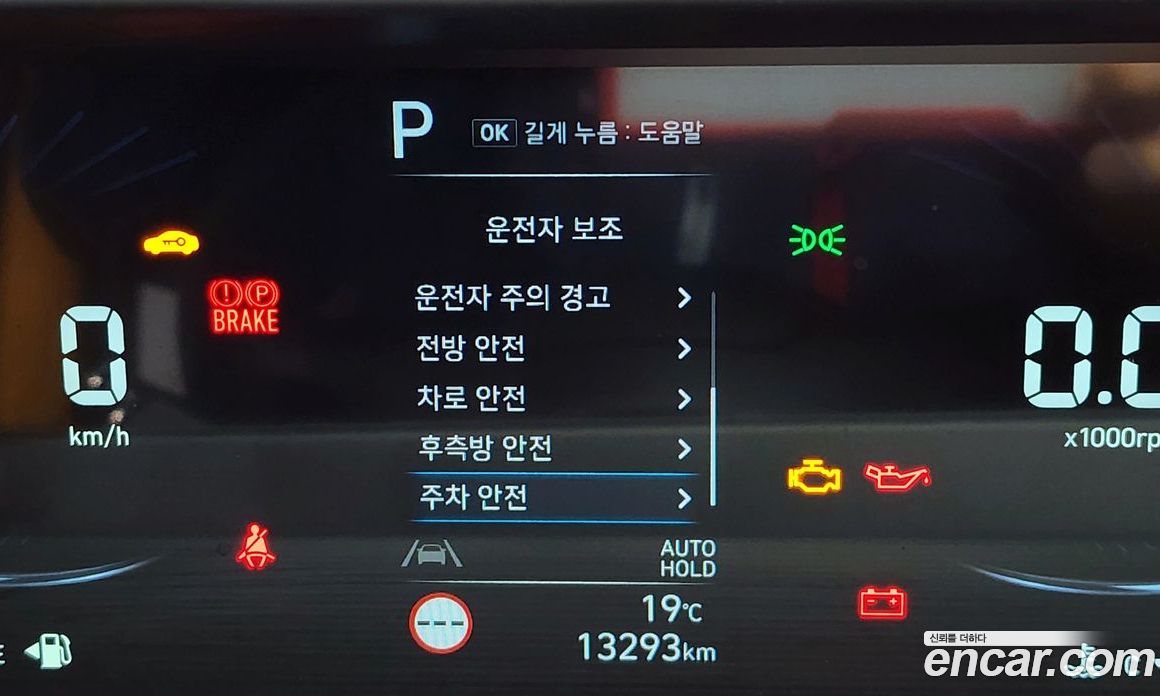 P
OK 길게 누름 : 도움말
운전자 보조
운전자 주의 경고
전방 안전
차로 안전
후측방 안전
주차 안전
BRAKE
0
km/h
0.0
x1000rp
AUTO
HOLD
---
19℃
13293km
E
신뢰를 더하다
encar.com